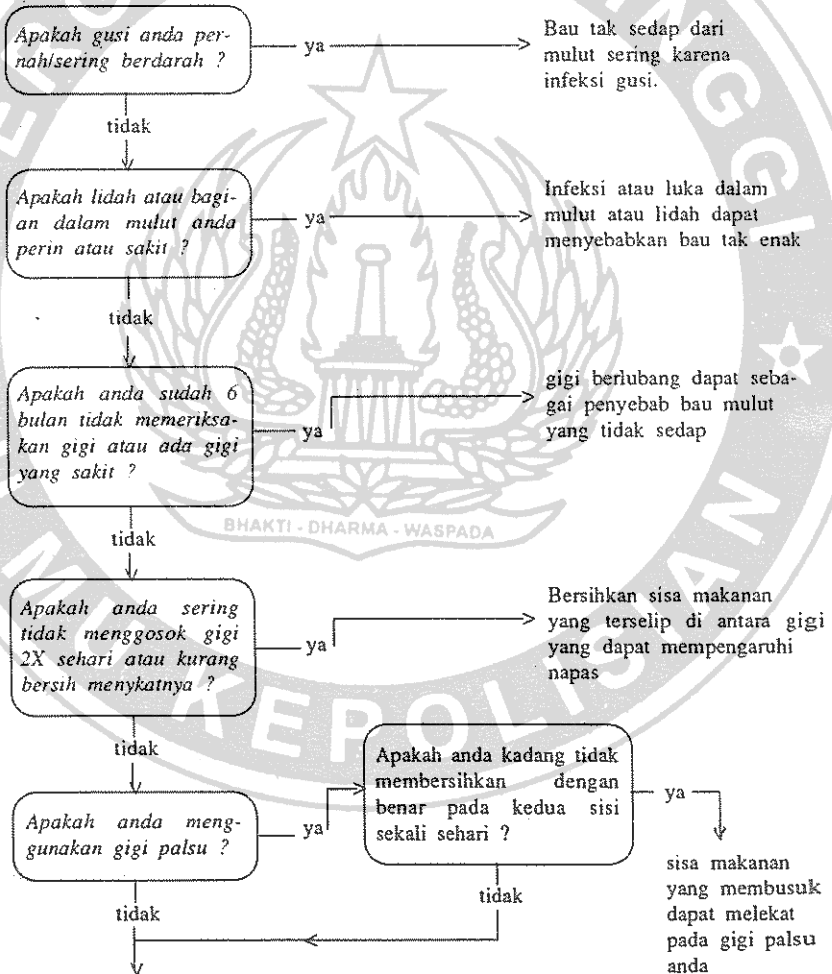 Apakah gusi anda per-
nah/sering berdarah ?
ya
Bau tak sedap dari
mulut sering karena
infeksi gusi.
tidak
Apakah lidah atau bagi-
an dalam mulut anda
perin atau sakit ?
ya
Infeksi atau luka dalam
mulut atau lidah dapat
menyebabkan bau tak enak
tidak
Apakah anda sudah 6
bulan tidak memeriksa-
kan gigi atau ada gigi
yang sakit ?
ya
gigi berlubang dapat seba-
gai penyebab bau mulut
yang tidak sedap
BHAKTI - DHARMA - WASPADA
tidak
Apakah anda sering
tidak menggosok gigi
2X sehari atau kurang
bersih menykatnya ?
ya
Bersihkan sisa makanan
yang terselip di antara gigi
yang dapat mempengaruhi
napas
KEPOLISIAN
tidak
Apakah anda meng-
gunakan gigi palsu ?
ya
Apakah anda kadang tidak
membersihkan dengan
benar pada kedua sisi
sekali sehari ?
ya
sisa makanan
yang membusuk
dapat melekat
pada gigi palsu
anda
tidak
tidak